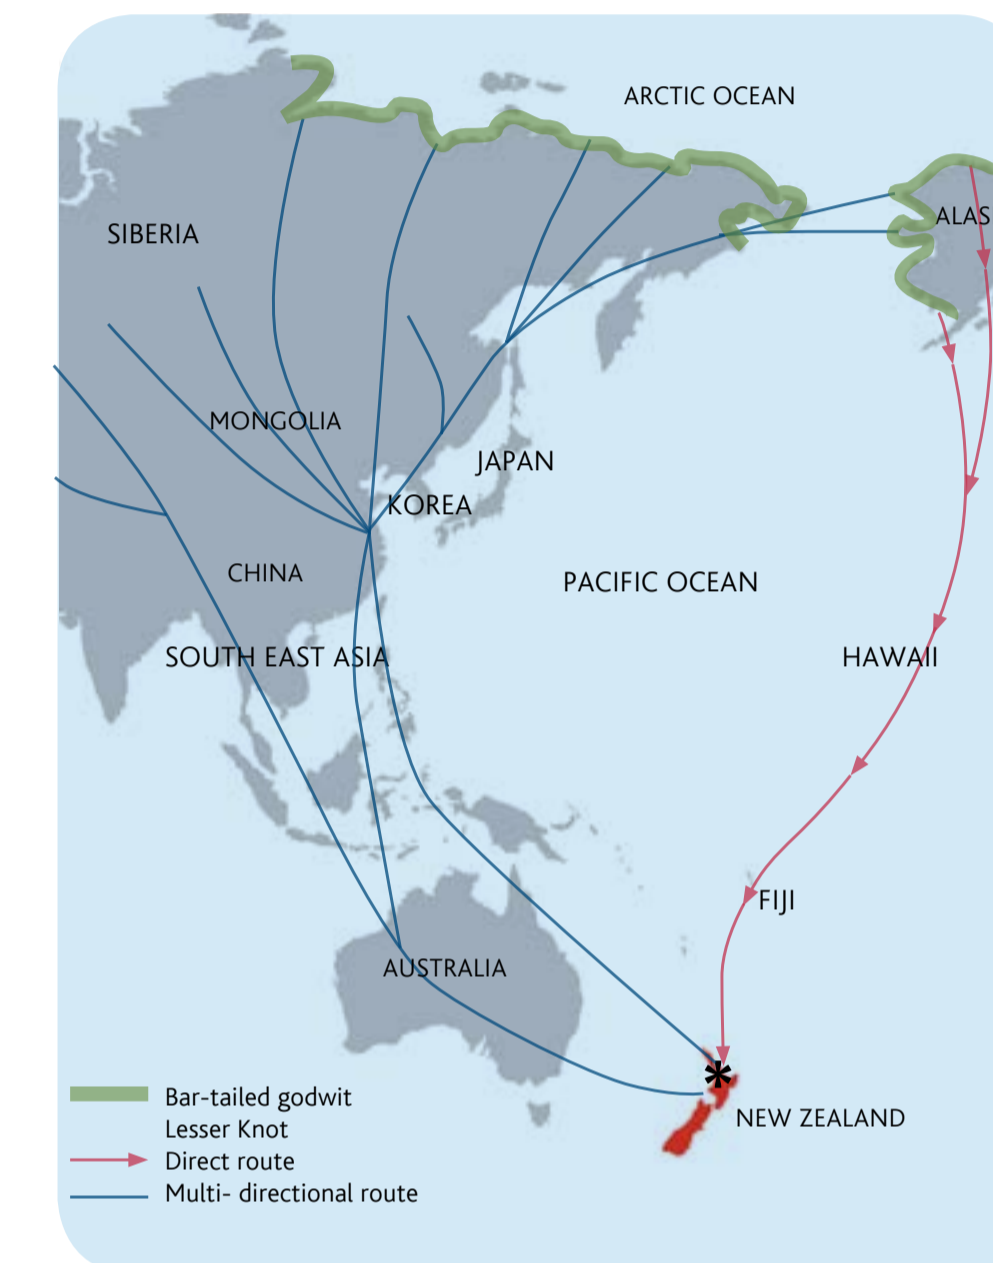 ARCTIC OCEAN
ALAS
SIBERIA
MONGOLIA
JAPAN
KOREA
CHINA
PACIFIC OCEAN
SOUTH EAST ASIA
HAWAII
FIJI
AUSTRALIA
*
NEW ZEALAND
Bar-tailed godwit
Lesser Knot
Direct route
Multi- directional route